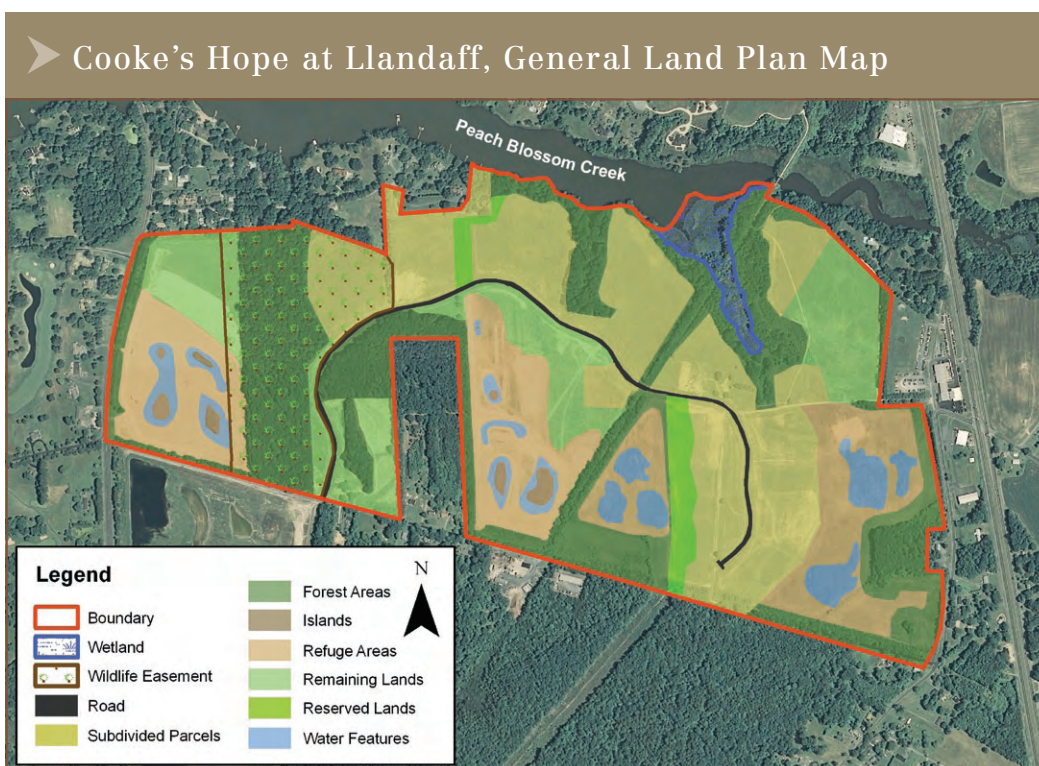 Cooke's Hope at Llandaff, General Land Plan Map
Peach Blossom Creek
Legend
Boundary
Wetland
Wildlife Easement
Road
Subdivided Parcels
Forest Areas
Islands
Refuge Areas
Remaining Lands
Reserved Lands
Water Features
N